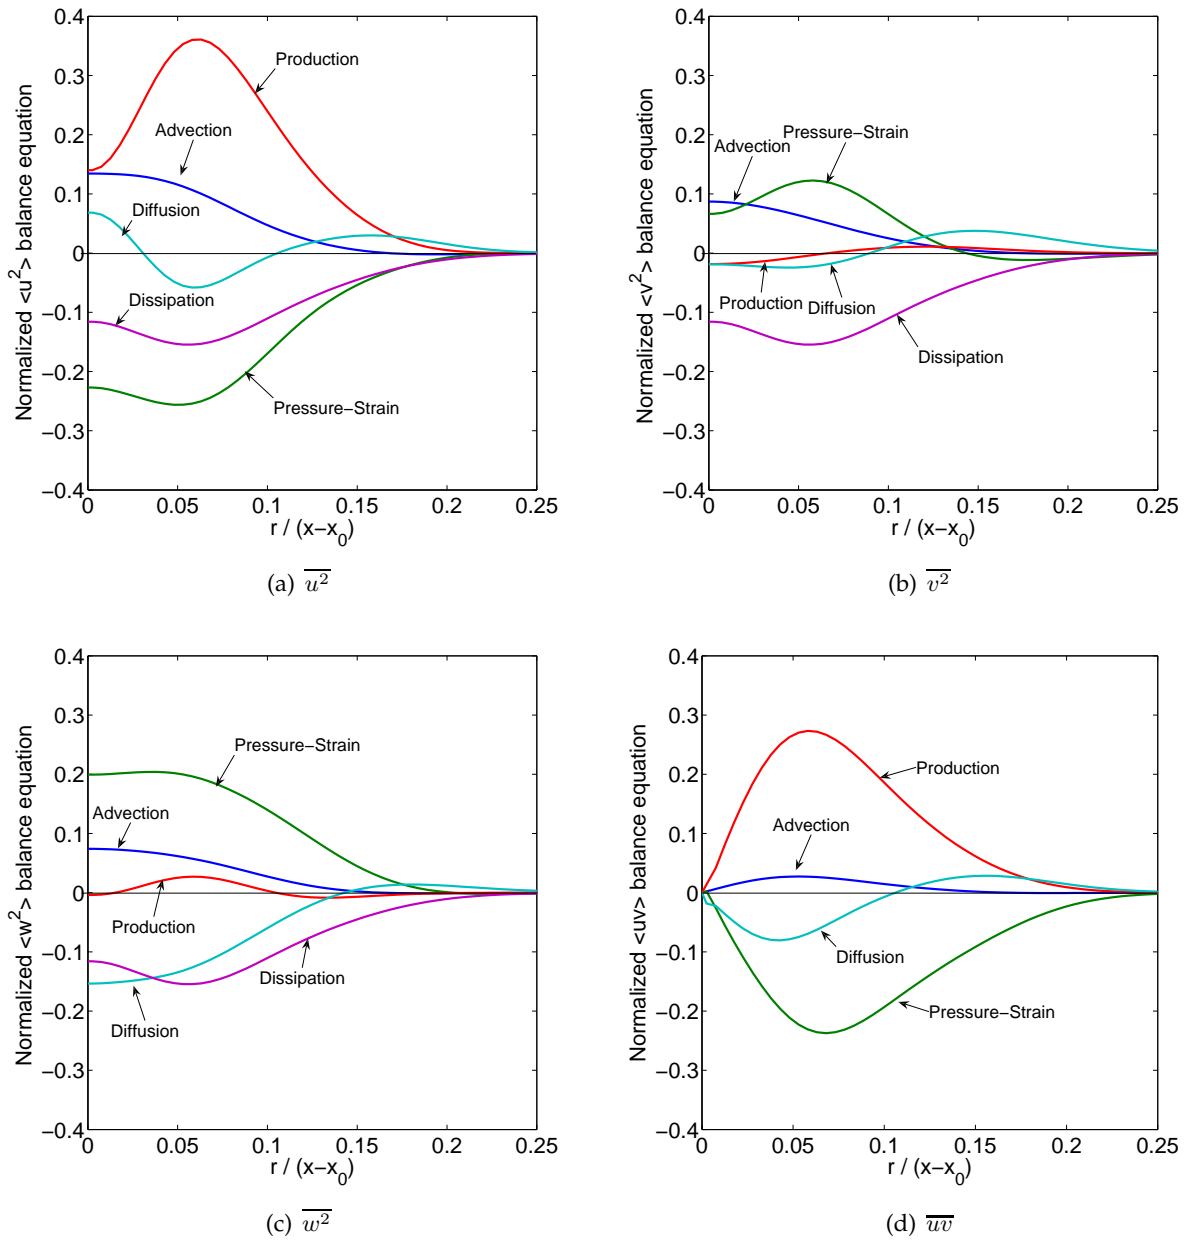 0.4
0.3
0.2
0.1
0
−0.1
−0.2
−0.3
−0.4
Normalized <u²> balance equation
Production
Advection
Diffusion
Dissipation
Pressure−Strain
0 0.05 0.1 0.15 0.2 0.25
r / (x−x₀)
(a) u²
0.4
0.3
0.2
0.1
0
−0.1
−0.2
−0.3
−0.4
Normalized <v²> balance equation
Pressure−Strain
Advection
Production
Diffusion
Dissipation
0 0.05 0.1 0.15 0.2 0.25
r / (x−x₀)
(b) v²
0.4
0.3
0.2
0.1
0
−0.1
−0.2
−0.3
−0.4
Normalized <w²> balance equation
Pressure−Strain
Advection
Production
Dissipation
Diffusion
0 0.05 0.1 0.15 0.2 0.25
r / (x−x₀)
(c) w²
0.4
0.3
0.2
0.1
0
−0.1
−0.2
−0.3
−0.4
Normalized <uv> balance equation
Production
Advection
Diffusion
Pressure−Strain
0 0.05 0.1 0.15 0.2 0.25
r / (x−x₀)
(d) uv